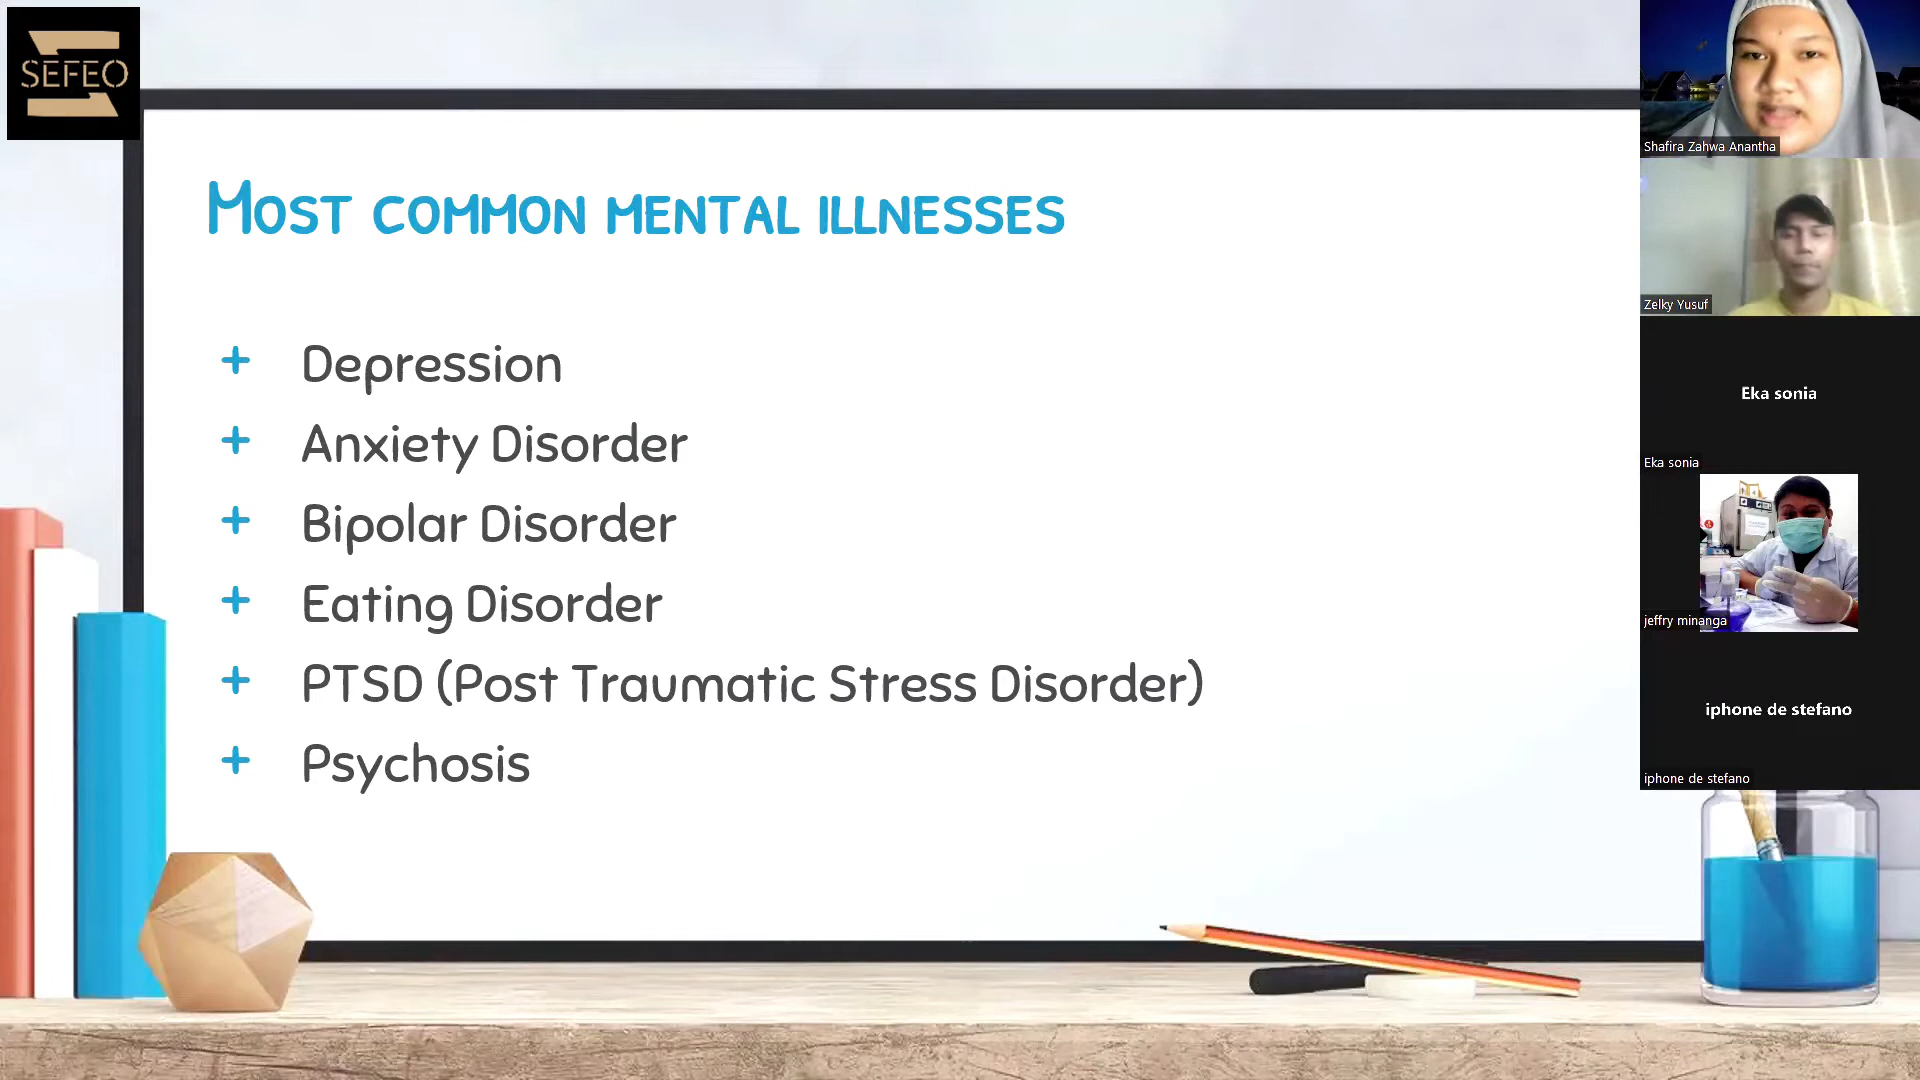 SEFEO
Most common mental illnesses
+ Depression
+ Anxiety Disorder
+ Bipolar Disorder
+ Eating Disorder
+ PTSD (Post Traumatic Stress Disorder)
+ Psychosis
Shafira Zahwa Anantha
Zelky Yusuf
Eka sonia
Eka sonia
jeffry minanga
iphone de stefano
iphone de stefano